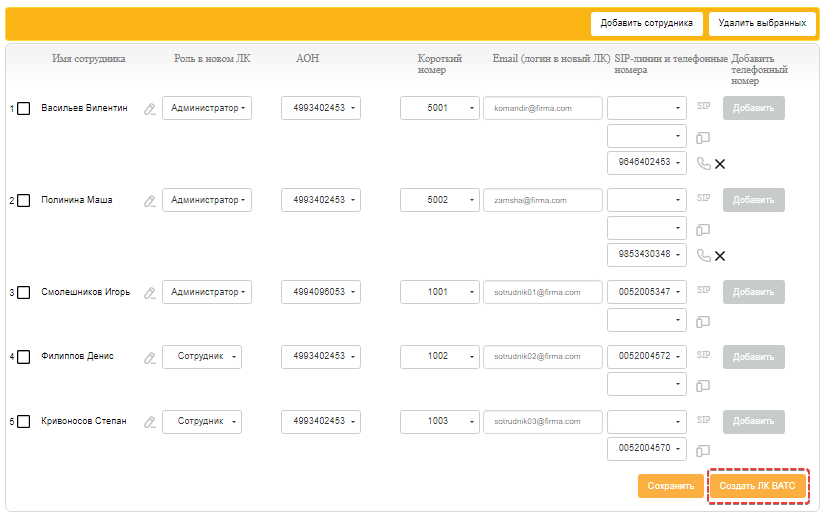 Добавить сотрудника Удалить выбранных
Имя сотрудника Роль в новом ЛК АОН Короткий номер Email (логин в новый ЛК) SIP-линии и телефонные номера Добавить телефонный номер
1 Васильев Вилентин Администратор 4993402453 5001 komandir@firma.com SIP Добавить
9646402453
2 Полинина Маша Администратор 4993402453 5002 zamsha@firma.com SIP Добавить
9853430348
3 Смолешников Игорь Администратор 4994096053 1001 sotrudnik01@firma.com 0052005347 SIP Добавить
4 Филиппов Денис Сотрудник 4993402453 1002 sotrudnik02@firma.com 0052004572 SIP Добавить
5 Кривоносов Степан Сотрудник 4993402453 1003 sotrudnik03@firma.com SIP Добавить
0052004570
Сохранить Создать ЛК ВАТС